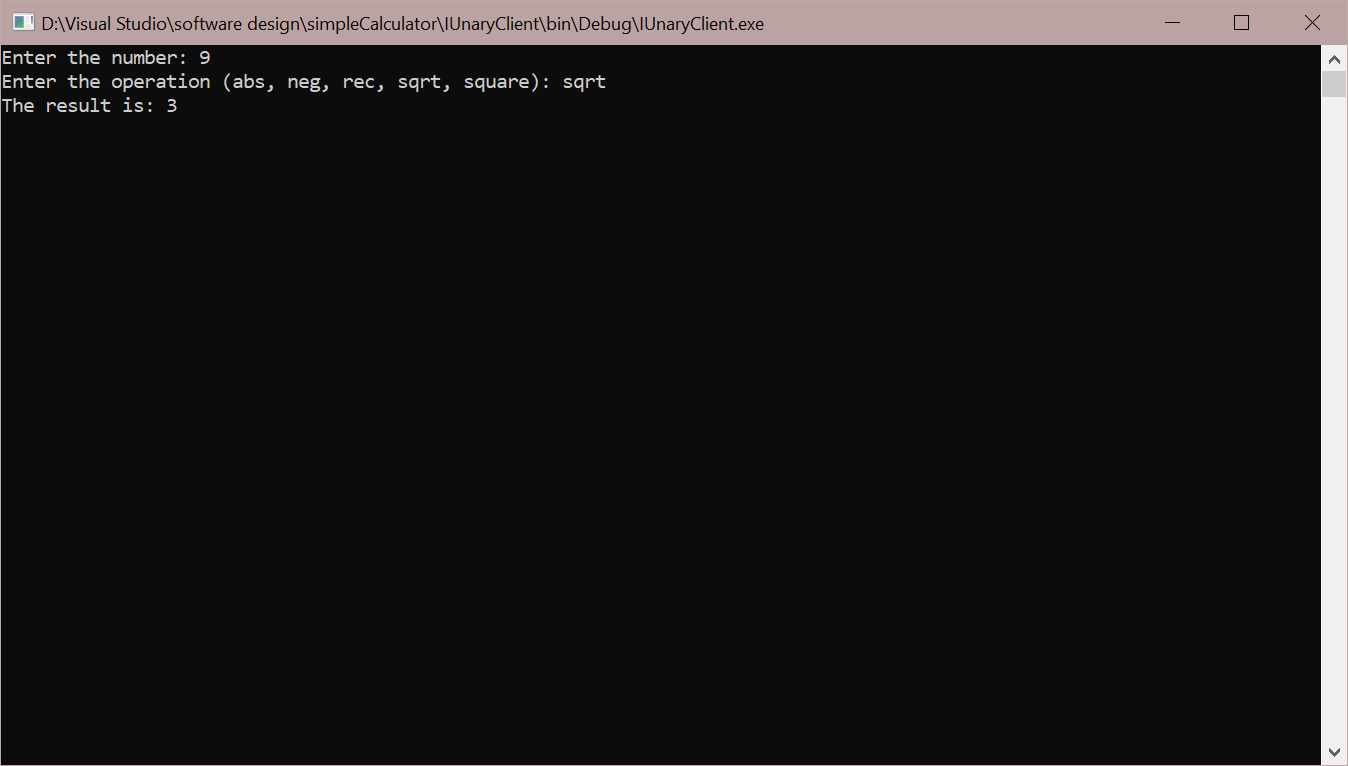 D:\Visual Studio\software design\simpleCalculator\IUnaryClient\bin\Debug\IUnaryClient.exe
Enter the number: 9
Enter the operation (abs, neg, rec, sqrt, square): sqrt
The result is: 3